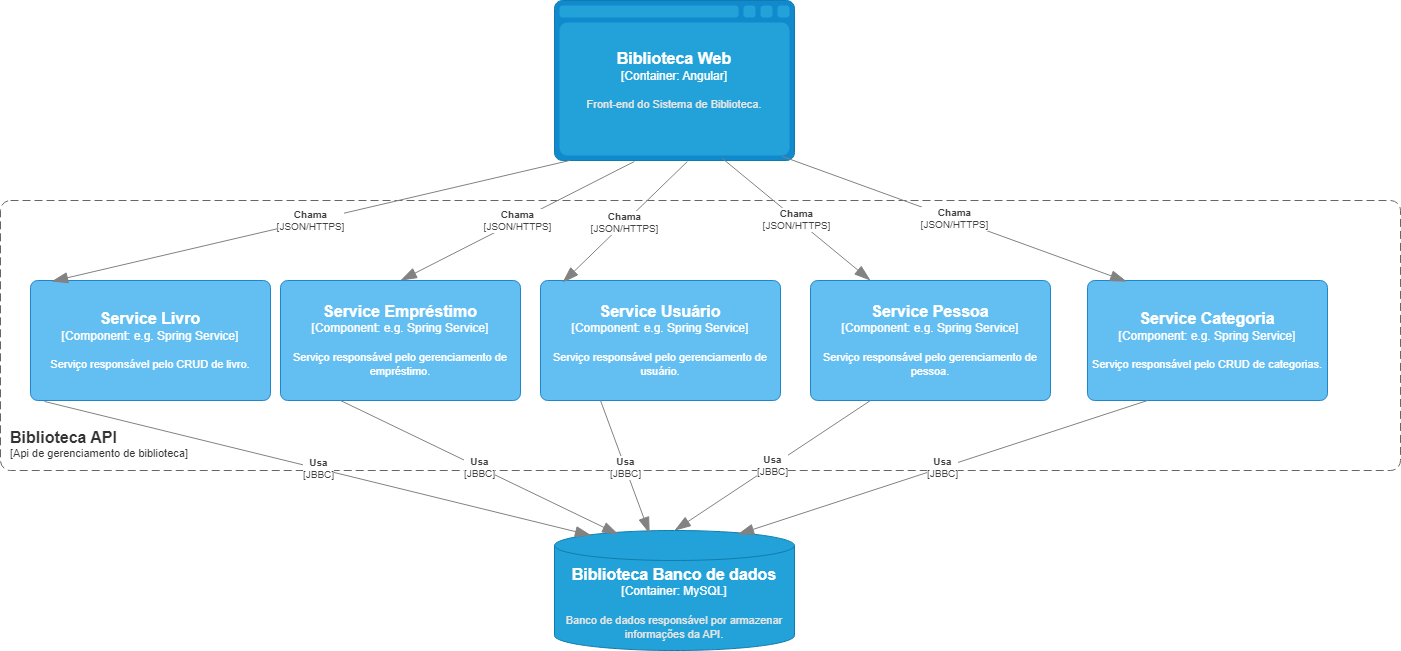 Biblioteca Web
[Container: Angular]
Front-end do Sistema de Biblioteca.
Chama
[JSON/HTTPS]
Chama
[JSON/HTTPS]
Chama
[JSON/HTTPS]
Chama
[JSON/HTTPS]
Chama
[JSON/HTTPS]
Service Livro
[Component: e.g. Spring Service]
Serviço responsável pelo CRUD de livro.
Service Empréstimo
[Component: e.g. Spring Service]
Serviço responsável pelo gerenciamento de
empréstimo.
Service Usuário
[Component: e.g. Spring Service]
Serviço responsável pelo gerenciamento de
usuário.
Service Pessoa
[Component: e.g. Spring Service]
Serviço responsável pelo gerenciamento de
pessoa.
Service Categoria
[Component: e.g. Spring Service]
Serviço responsável pelo CRUD de categorias.
Biblioteca API
[Api de gerenciamento de biblioteca]
Usa
[JBBC]
Usa
[JBBC]
Usa
[JBBC]
Usa
[JBBC]
Usa
[JBBC]
Biblioteca Banco de dados
[Container: MySQL]
Banco de dados responsável por armazenar
informações da API.